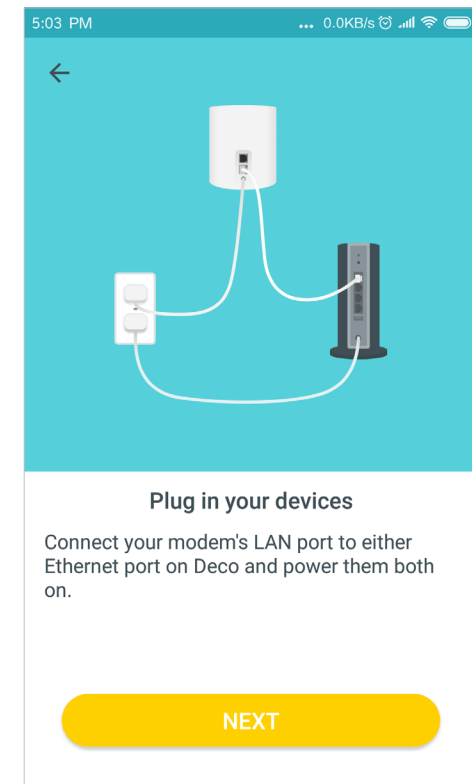 5:03 PM ... 0.0KB/s
Plug in your devices
Connect your modem's LAN port to either
Ethernet port on Deco and power them both
on.
NEXT